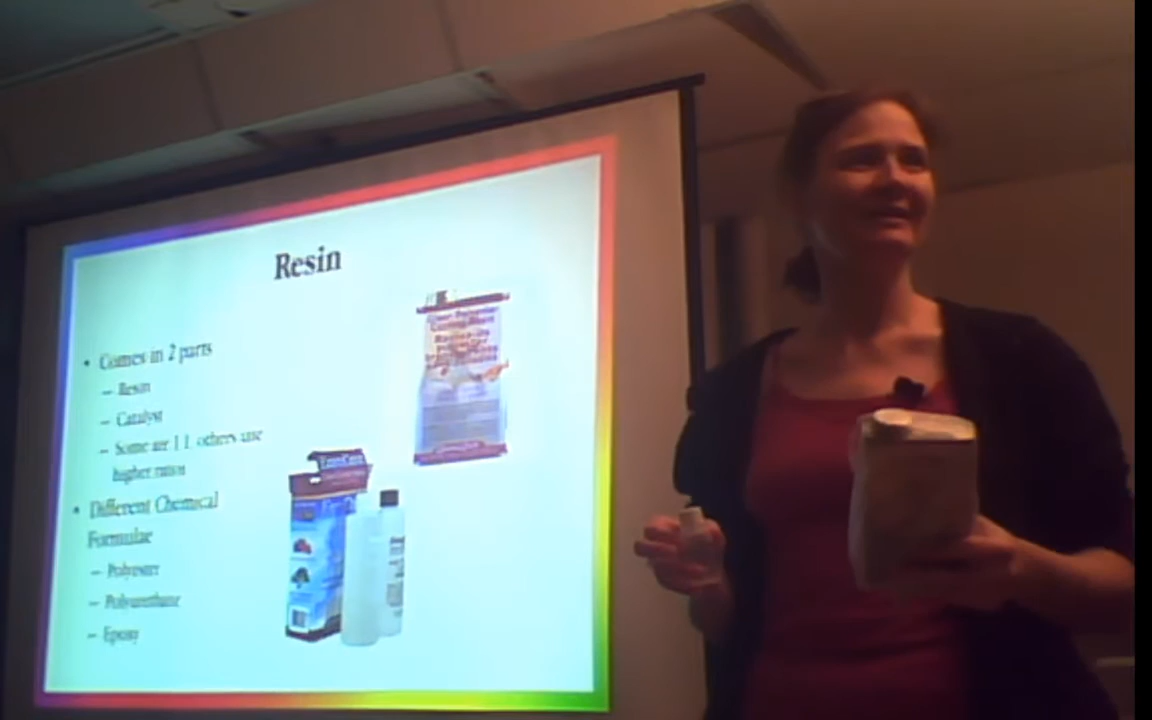 Resin
• Comes in 2 parts
– Resin
– Catalyst
– Some are 1:1, others use
higher ratios
• Different Chemical
Formulae
– Polyester
– Polyurethane
– Epoxy